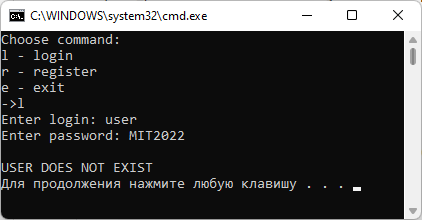 C:\WINDOWS\system32\cmd.exe
Choose command:
l - login
r - register
e - exit
->l
Enter login: user
Enter password: MIT2022
USER DOES NOT EXIST
Для продолжения нажмите любую клавишу . . .